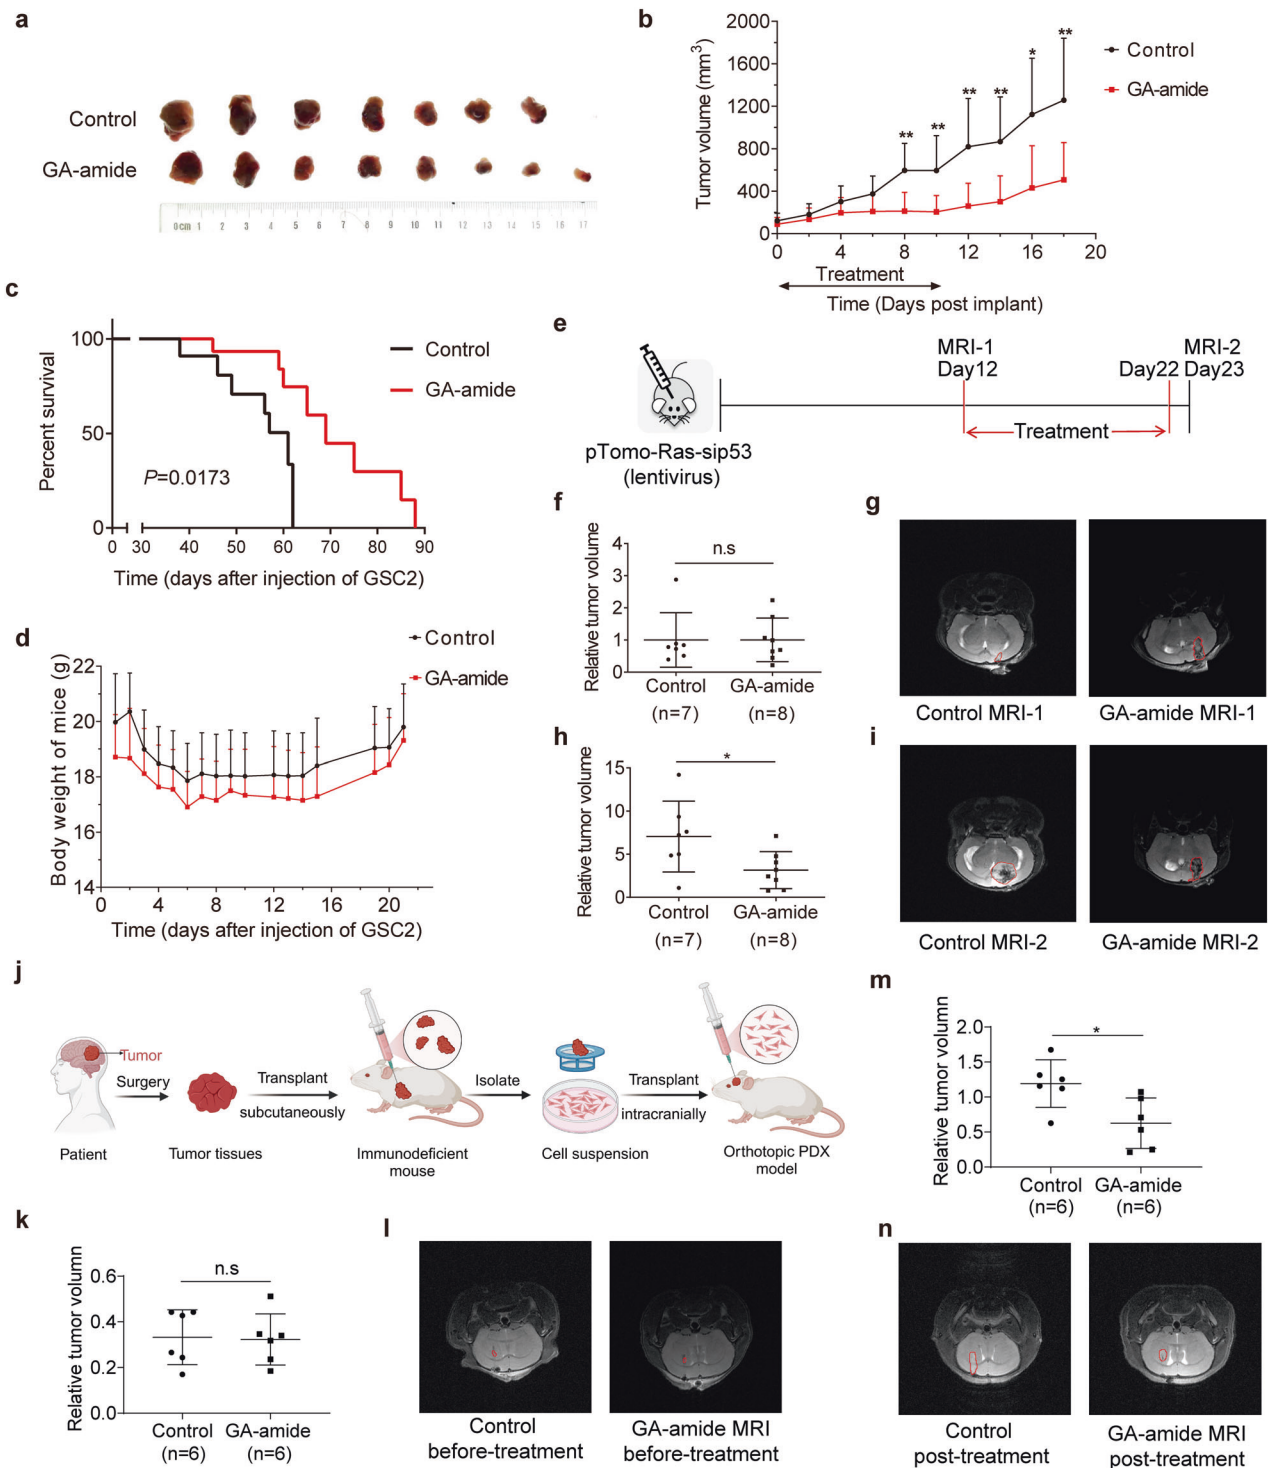 a
Control
GA-amide
0cm 1 2 3 4 5 6 7 8 9 10 11 12 13 14 15 16 17
b
Tumor volume (mm³)
2000
1600
1200
800
400
0
** ** ** ** * **
Control
GA-amide
0 4 8 12 16 20
Treatment
Time (Days post implant)
c
Percent survival
100
50
0
Control
GA-amide
P=0.0173
0 30 40 50 60 70 80 90
Time (days after injection of GSC2)
d
Body weight of mice (g)
22
20
18
16
14
Control
GA-amide
0 2 4 6 8 10 12 14 16 20
Time (days after injection of GSC2)
e
pTomo-Ras-sip53
(lentivirus)
MRI-1
Day12
Day22
MRI-2
Day23
Treatment
f
Relative tumor volume
4
3
2
1
0
n.s
Control GA-amide
(n=7) (n=8)
g
Control MRI-1
GA-amide MRI-1
h
Relative tumor volume
15
10
5
0
*
Control GA-amide
(n=7) (n=8)
i
Control MRI-2
GA-amide MRI-2
j
Tumor
Surgery
Transplant
subcutaneously
Isolate
Transplant
intracranially
Patient
Tumor tissues
Immunodeficient
mouse
Cell suspension
Orthotopic PDX
model
m
Relative tumor volumn
2.0
1.5
1.0
0.5
0.0
*
Control GA-amide
(n=6) (n=6)
k
Relative tumor volumn
0.6
0.4
0.2
0.0
n.s
Control GA-amide
(n=6) (n=6)
l
Control
before-treatment
GA-amide MRI
before-treatment
n
Control
post-treatment
GA-amide MRI
post-treatment